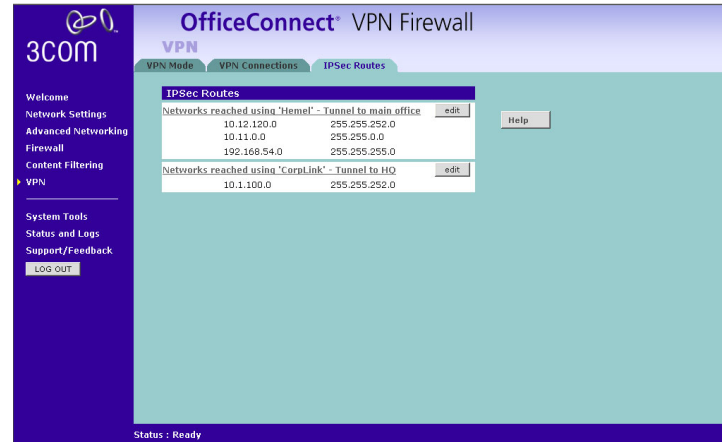 3COM
OfficeConnect® VPN Firewall
VPN
VPN Mode VPN Connections IPSec Routes
Welcome
Network Settings
Advanced Networking
Firewall
Content Filtering
VPN
System Tools
Status and Logs
Support/Feedback
LOG OUT
IPSec Routes
Networks reached using 'Hemel' - Tunnel to main office edit
10.12.120.0 255.255.252.0
10.11.0.0 255.255.0.0
192.168.54.0 255.255.255.0
Networks reached using 'CorpLink' - Tunnel to HQ edit
10.1.100.0 255.255.252.0
Help
Status : Ready